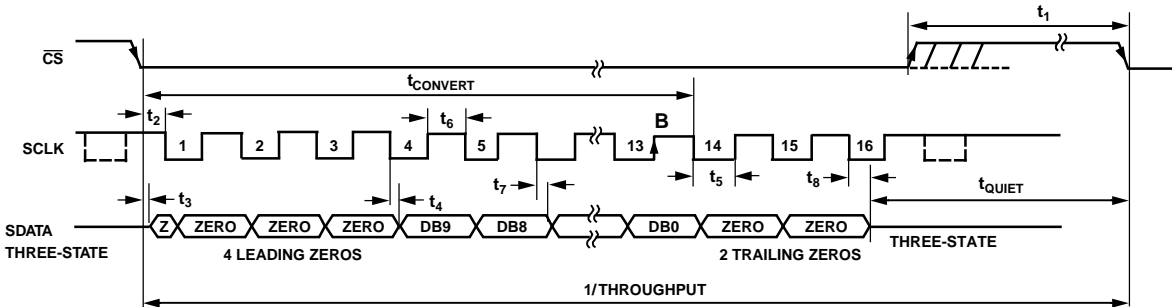 t1
CS
tCONVERT
t2
t6
B
SCLK
1 2 3 4 5 13 14 15 16
t3
t4
t7
t5
t8
tQUIET
SDATA
THREE-STATE
Z ZERO ZERO ZERO DB9 DB8 DB0 ZERO ZERO
THREE-STATE
4 LEADING ZEROS
2 TRAILING ZEROS
1/THROUGHPUT